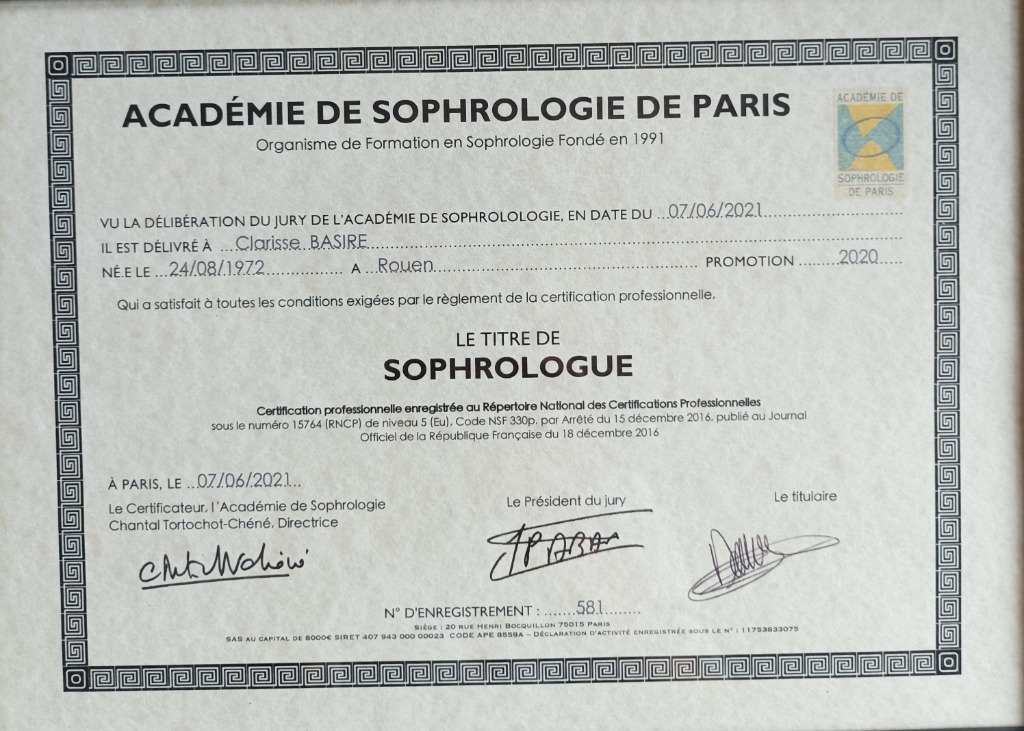 ACADÉMIE DE SOPHROLOGIE DE PARIS
Organisme de Formation en Sophrologie Fondé en 1991
ACADÉMIE DE
SOPHROLOGIE
DE PARIS
VU LA DÉLIBÉRATION DU JURY DE L'ACADÉMIE DE SOPHROLOLOGIE, EN DATE DU ...07/06/2021...
IL EST DÉLIVRÉ À ...Clarisse BASIRE...
NÉ.E LE ...24/08/1972... A ...Rouen... PROMOTION ...2020...
Qui a satisfait à toutes les conditions exigées par le règlement de la certification professionnelle,
LE TITRE DE
SOPHROLOGUE
Certification professionnelle enregistrée au Répertoire National des Certifications Professionnelles
sous le numéro 15764 (RNCP) de niveau 5 (Eu), Code NSF 330p, par Arrêté du 15 décembre 2016, publié au Journal
Officiel de la République Française du 18 décembre 2016
À PARIS, LE ...07/06/2021...
Le Certificateur, l'Académie de Sophrologie
Chantal Tortochot-Chéné, Directrice
Le Président du jury
Le titulaire
N° D'ENREGISTREMENT : ...581...
SIÈGE : 20 RUE HENRI BOCQUILLON 75015 PARIS
SAS AU CAPITAL DE 8000€ SIRET 407 943 000 00023 CODE APE 8559A – DÉCLARATION D'ACTIVITÉ ENREGISTRÉE SOUS LE N° : 11753833075